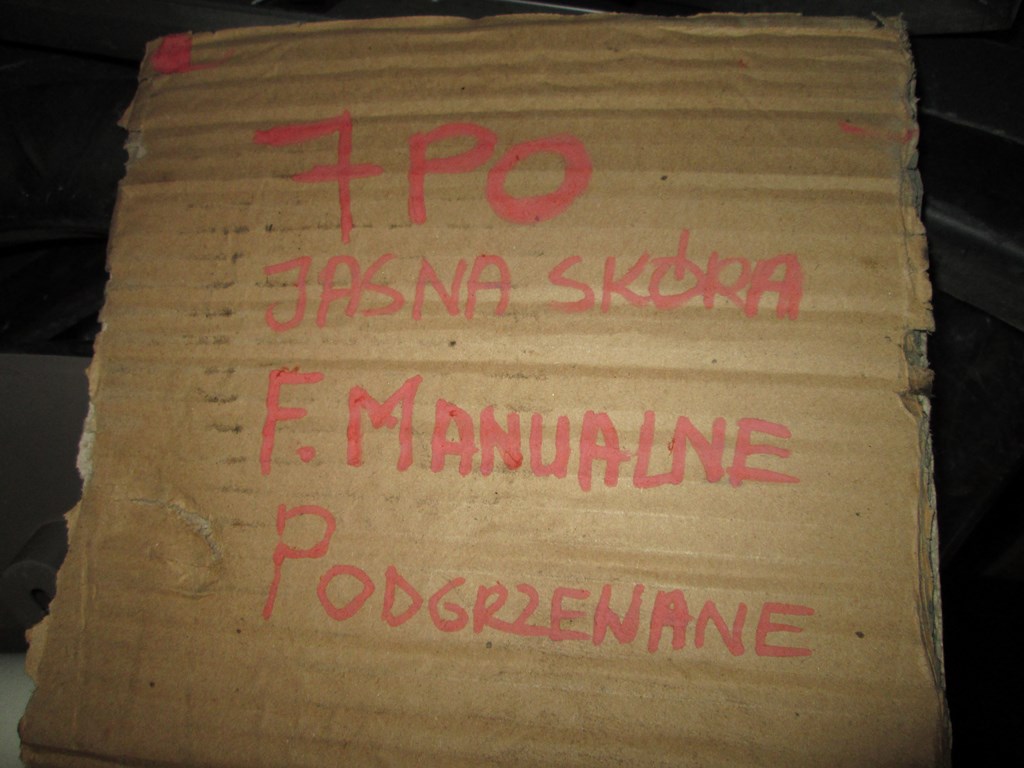 7PO
JASNA SKÓRA
F. MANUALNE
PODGRZEWANE